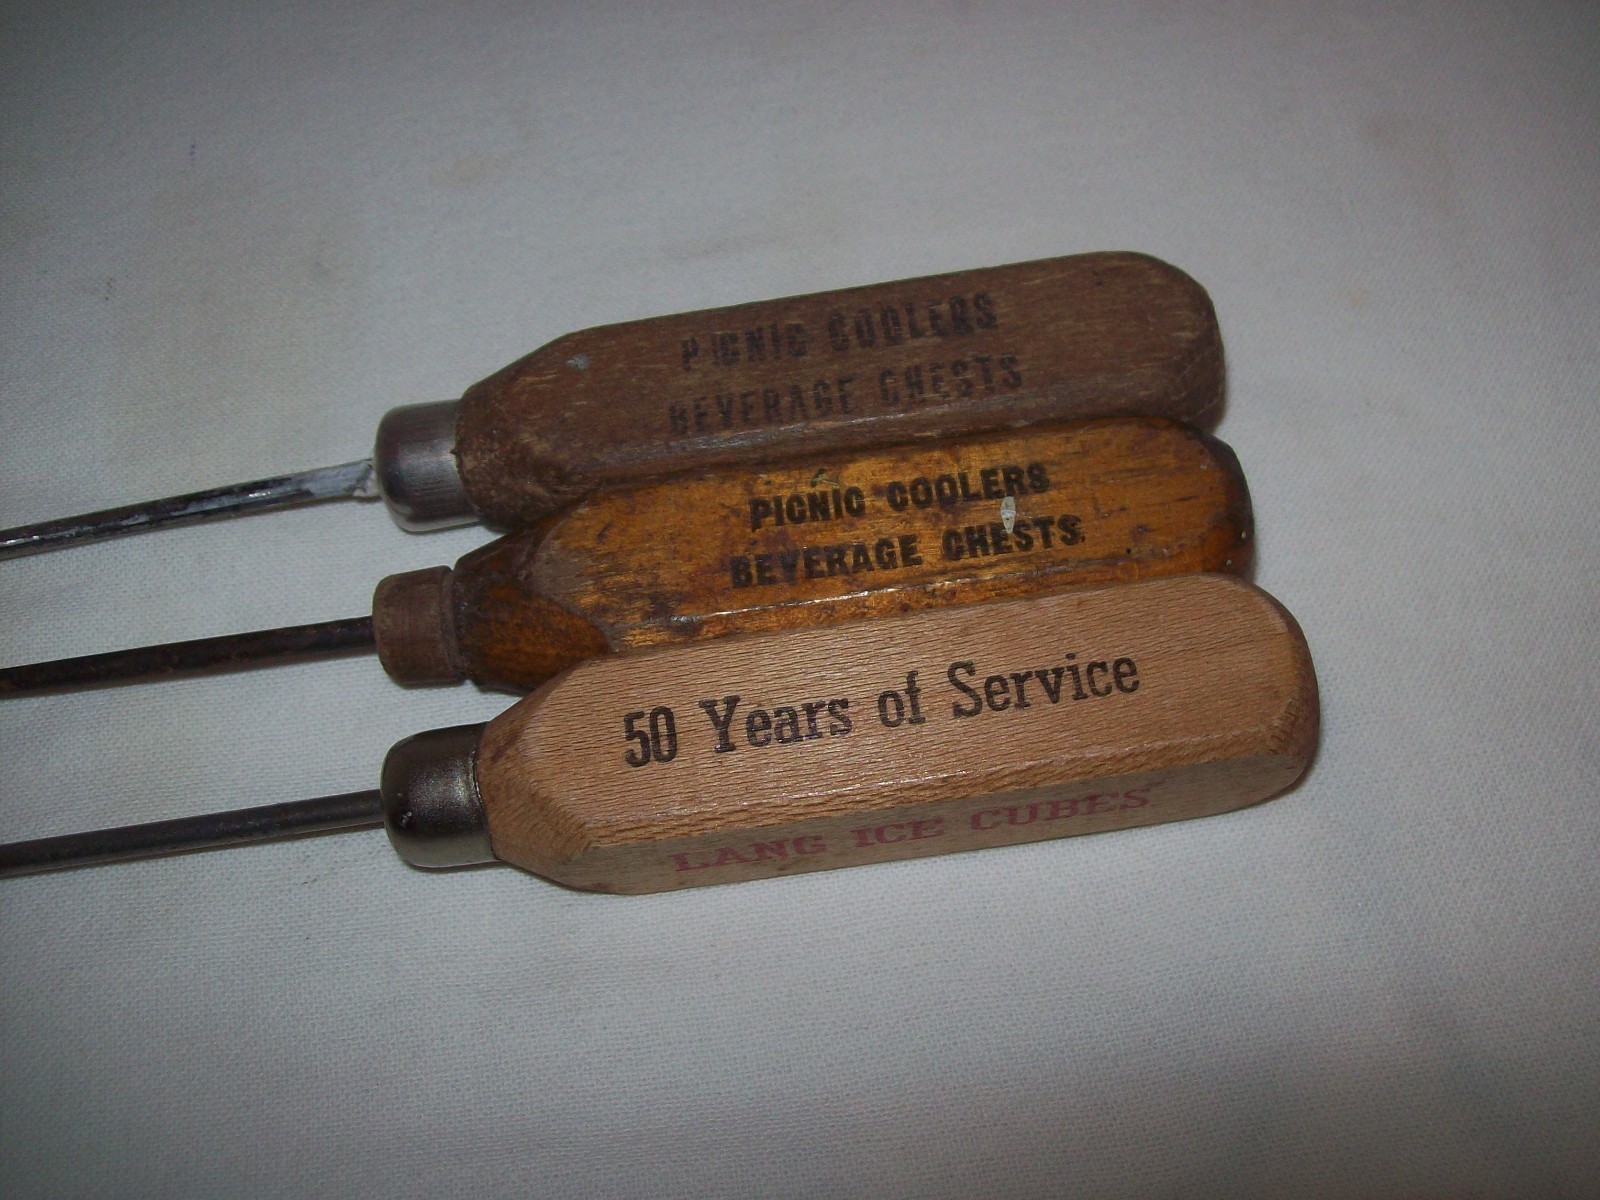 PICNIC COOLERS
BEVERAGE CHESTS
PICNIC COOLERS
BEVERAGE CHESTS
50 Years of Service
LANG ICE CUBES